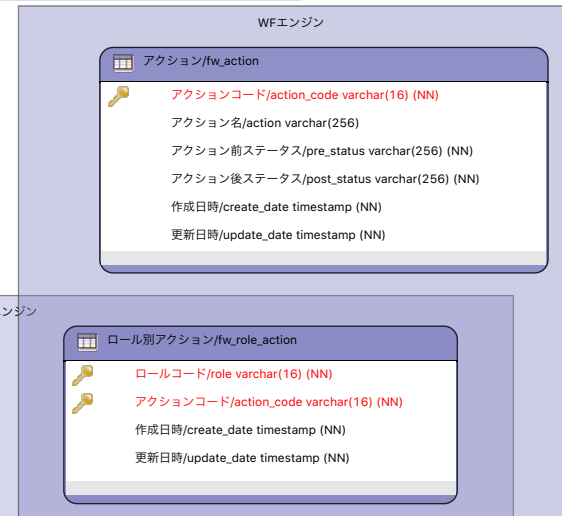 WFエンジン
アクション/fw_action
アクションコード/action_code varchar(16) (NN)
アクション名/action varchar(256)
アクション前ステータス/pre_status varchar(256) (NN)
アクション後ステータス/post_status varchar(256) (NN)
作成日時/create_date timestamp (NN)
更新日時/update_date timestamp (NN)
ンジン
ロール別アクション/fw_role_action
ロールコード/role varchar(16) (NN)
アクションコード/action_code varchar(16) (NN)
作成日時/create_date timestamp (NN)
更新日時/update_date timestamp (NN)